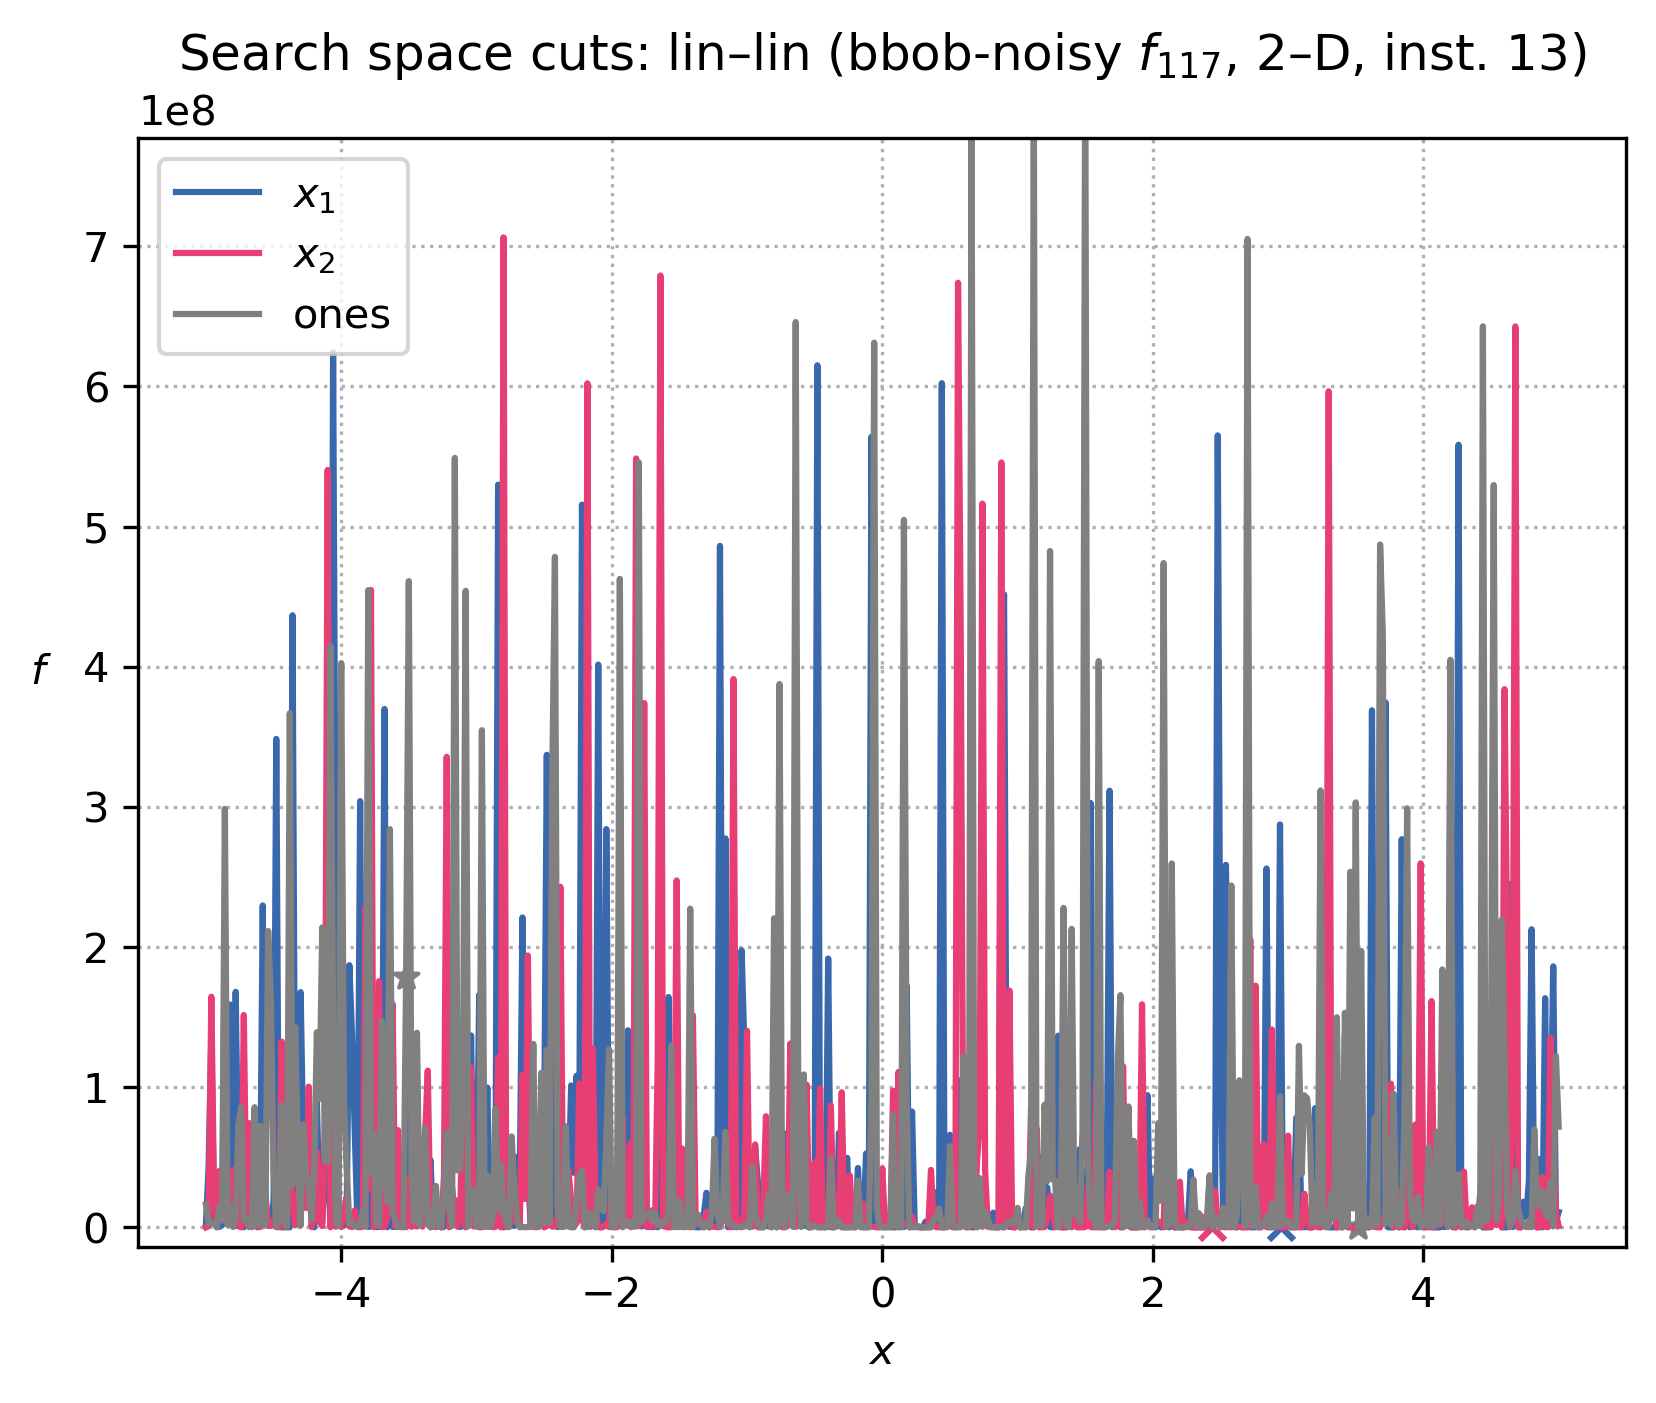 Search space cuts: lin–lin (bbob-noisy f₁₁₇, 2–D, inst. 13)
1e8
x₁
x₂
ones
7
6
5
4
3
2
1
0
f
−4 −2 0 2 4
x